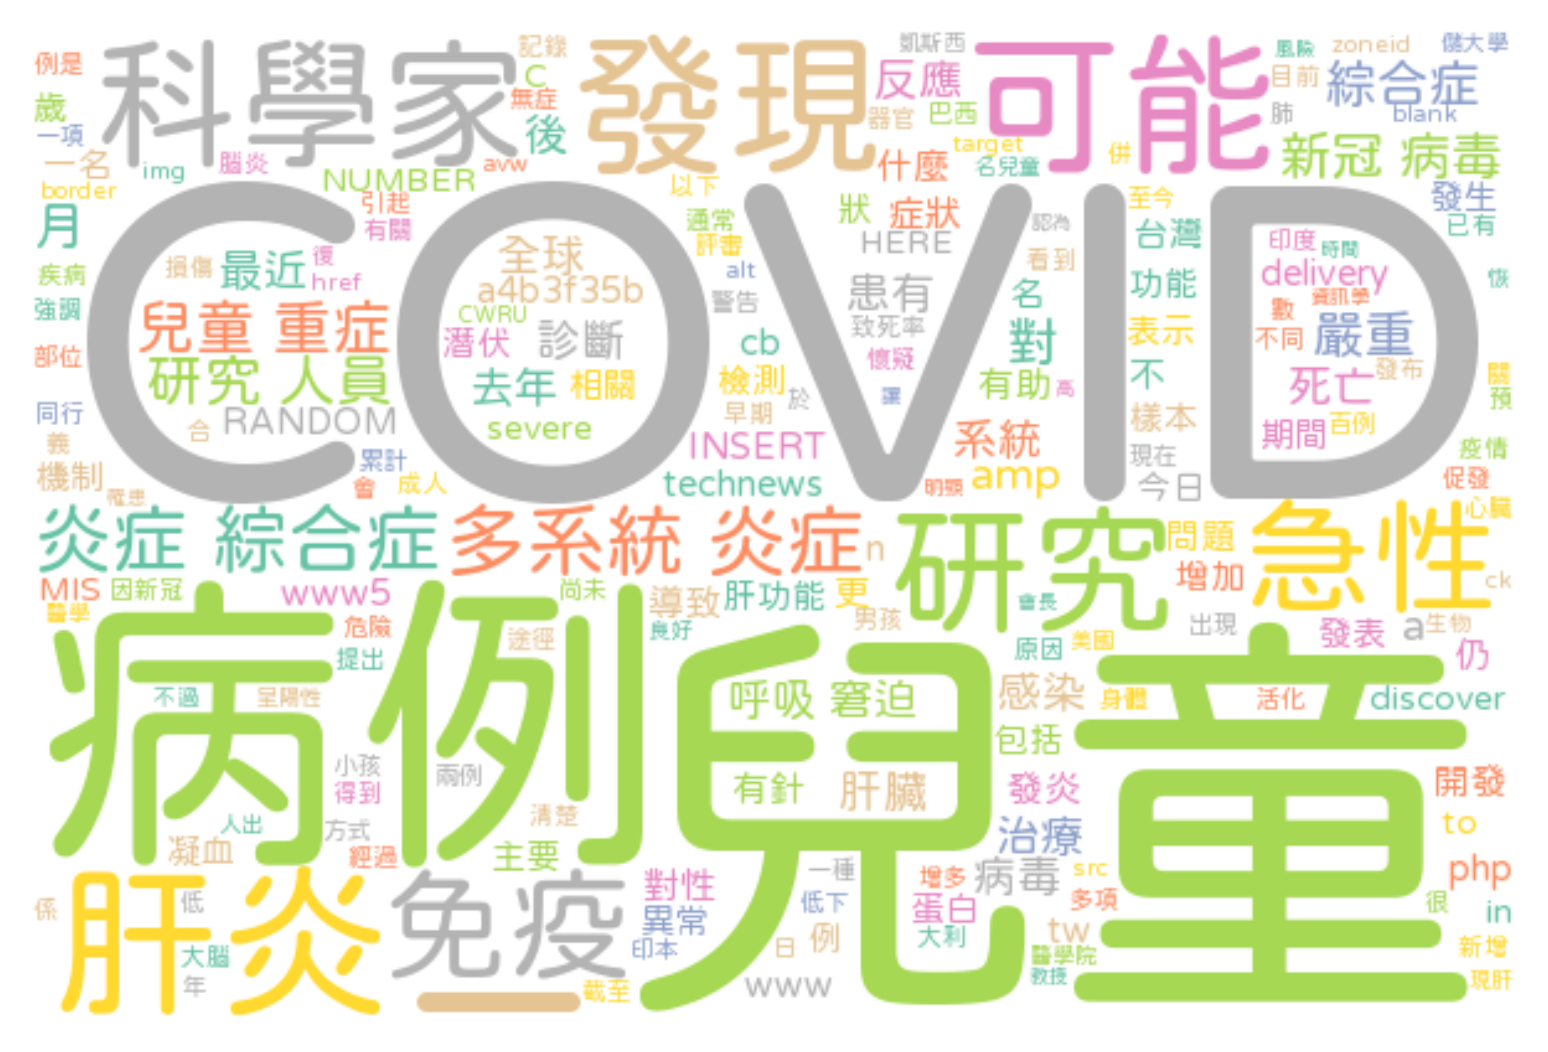 例是
科學家
記錄
發現
凱斯西
可能
風險
zoneid
儲大學
C
無症
反應
目前
綜合症
歲
後
器官
巴西
肺
blank
一項
target
供
新冠 病毒
一名
img
腦炎
avw
什麼
名兒童
border
NUMBER
以下
至今
發生
COVID
月
引起
有關
通常
狀
症狀
認為
已有
評審
HERE
台灣
印度
時間
損傷
最近
復
全球
看到
疾病
href
a4b3f35b
alt
患有
名
功能
delivery
恢
強調
CWRU
警告
數
資訊學
兒童 重症
潛伏
診斷
cb
致死率
對
表示
不同
嚴重
部位
研究 人員
去年
相關
檢測
懷疑
有助
高
不
死亡
發布
關
預
同行
RANDOM
早期
於
讓
樣本
期間
百例
義
合
severe
INSERT
系統
現在
疫情
機制
累計
technews
amp
今日
促發
罹患
會
成人
明顯
心臟
炎症 綜合症
多系統 炎症
n
研究
問題
急性
MIS
因新冠
www5
尚未
導致
肝功能
更
會長
增加
ck
醫學
危險
途徑
良好
男孩
出現
發表
a
生物
病例
提出
原因
美國
仍
兒童
不過
呈陽性
呼吸 窘迫
感染
身體
活化
discover
小孩
兩例
包括
得到
有針
肝臟
發炎
開發
人出
方式
清楚
治療
to
凝血
經過
主要
一種
增多
病毒
src
php
肝炎
免疫
對性
低下
蛋白
多項
很
in
係
低
異常
例
大利
tw
新增
大腦
印本
日
醫學院
年
一
截至
www
教授
現肝